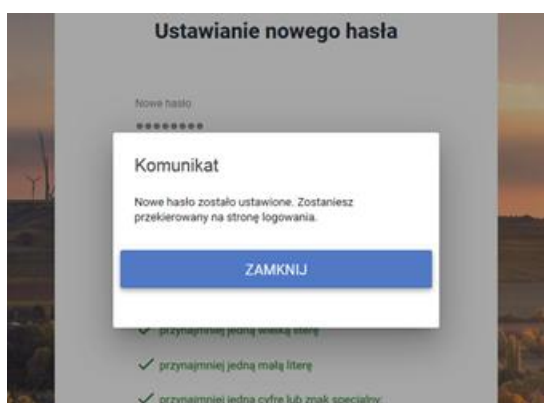 Ustawianie nowego hasła
Nowe hasło
Komunikat
Nowe hasło zostało ustawione. Zostaniesz
przekierowany na stronę logowania.
ZAMKNIJ
przynajmniej jedną wielką literę
przynajmniej jedną małą literę
przynajmniej jedną cyfrę lub znak specjalny: